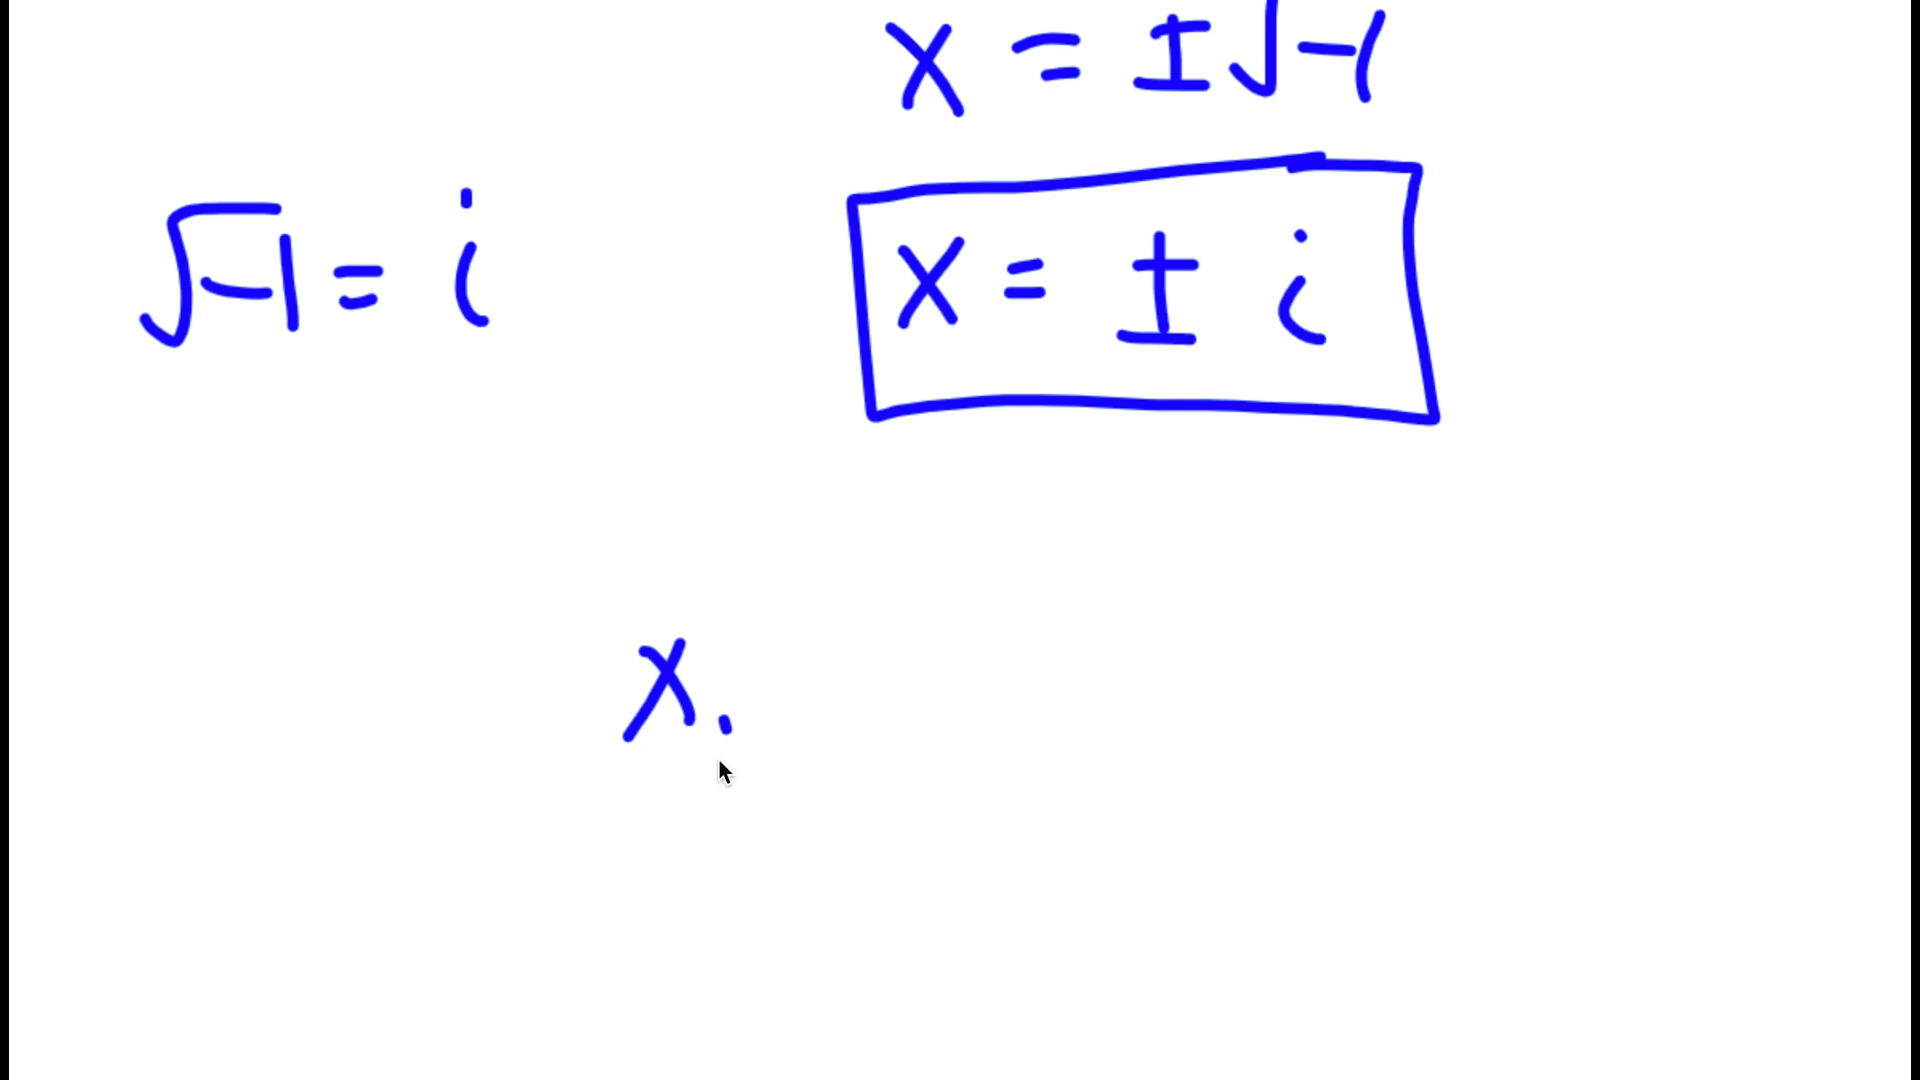 x = ±√-1
√-1 = i
x = ± i
x.